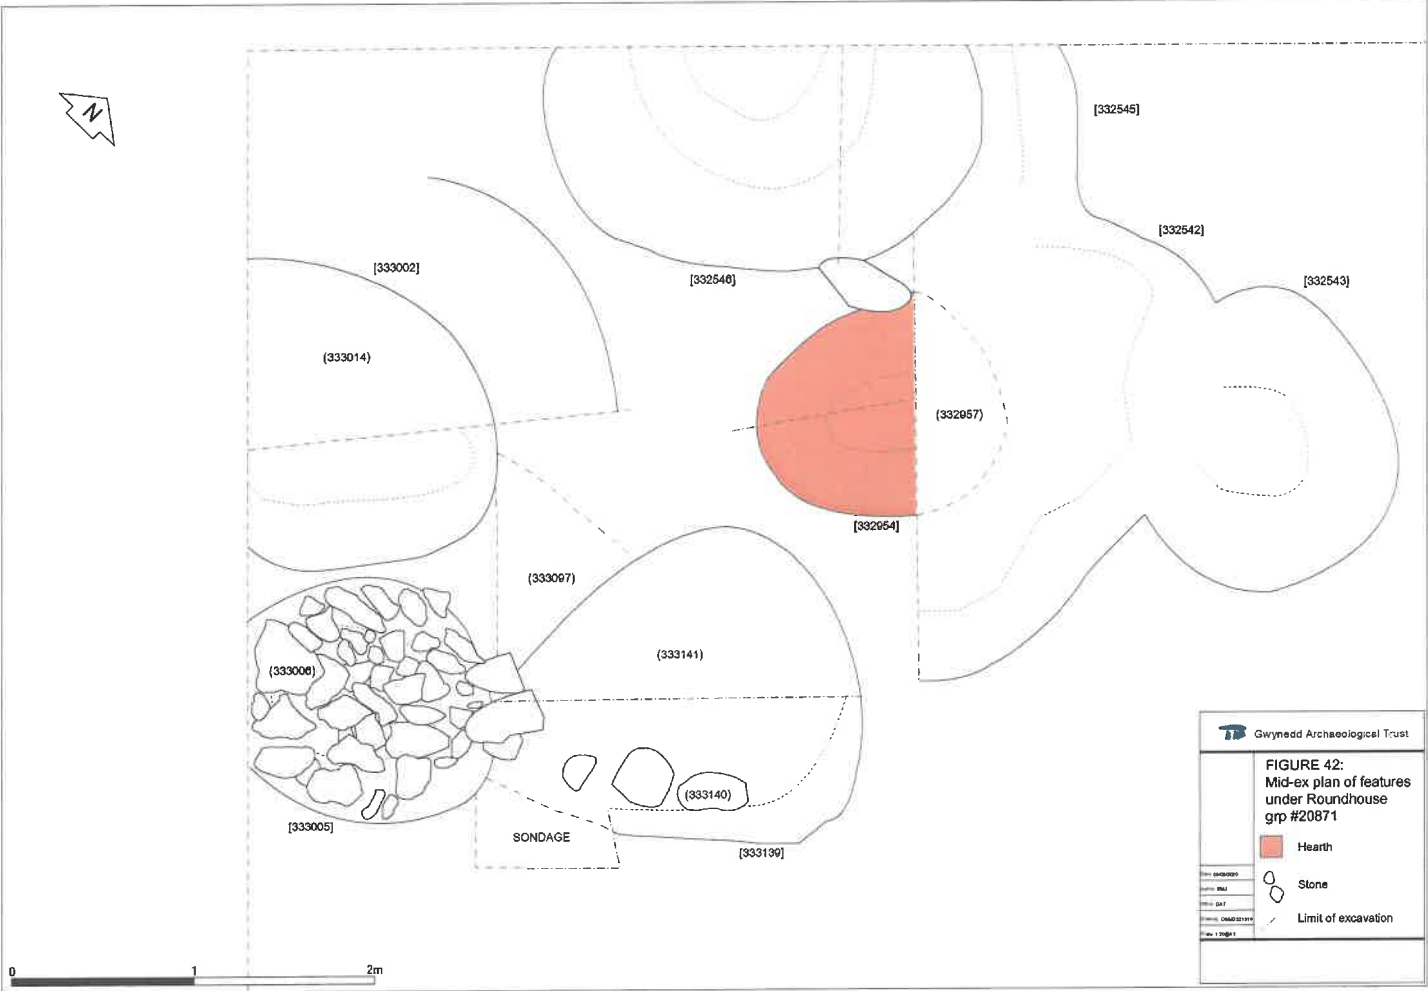 N
[332545]
[332542]
[333002]
[332546]
[332543]
(333014)
(332957)
[332954]
(333097)
(333141)
(333006)
(333140)
[333005]
SONDAGE
[333139]
Gwynedd Archaeological Trust
FIGURE 42:
Mid-ex plan of features
under Roundhouse
grp #20871
Hearth
Stone
Limit of excavation
0 1 2m